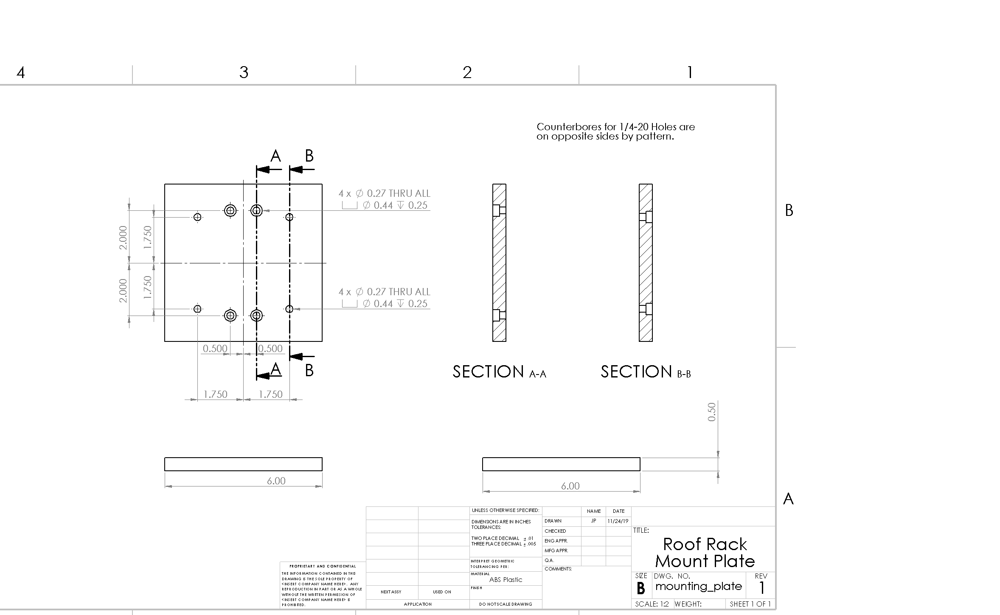 4 3 2 1
Counterbores for 1/4-20 Holes are
on opposite sides by pattern.
A B
4 x ∅ 0.27 THRU ALL
⌴ ∅ 0.44 ↧ 0.25
B
2.000 1.750
2.000 1.750
4 x ∅ 0.27 THRU ALL
⌴ ∅ 0.44 ↧ 0.25
0.500 0.500
A B
SECTION A-A SECTION B-B
1.750 1.750
0.50
6.00
6.00
A
UNLESS OTHERWISE SPECIFIED:
DIMENSIONS ARE IN INCHES
TOLERANCES:
TWO PLACE DECIMAL ± .01
THREE PLACE DECIMAL ± .005
INTERPRET GEOMETRIC
TOLERANCING PER:
MATERIAL
ABS Plastic
FINISH
DO NOT SCALE DRAWING
NEXT ASSY USED ON
APPLICATION
PROPRIETARY AND CONFIDENTIAL
THE INFORMATION CONTAINED IN THIS
DRAWING IS THE SOLE PROPERTY OF
<INSERT COMPANY NAME HERE>. ANY
REPRODUCTION IN PART OR AS A WHOLE
WITHOUT THE WRITTEN PERMISSION OF
<INSERT COMPANY NAME HERE> IS
PROHIBITED.
NAME DATE
DRAWN JP 11/24/19
CHECKED
ENG APPR.
MFG APPR.
Q.A.
COMMENTS:
TITLE:
Roof Rack
Mount Plate
SIZE DWG. NO. REV
B mounting_plate 1
SCALE: 1:2 WEIGHT: SHEET 1 OF 1